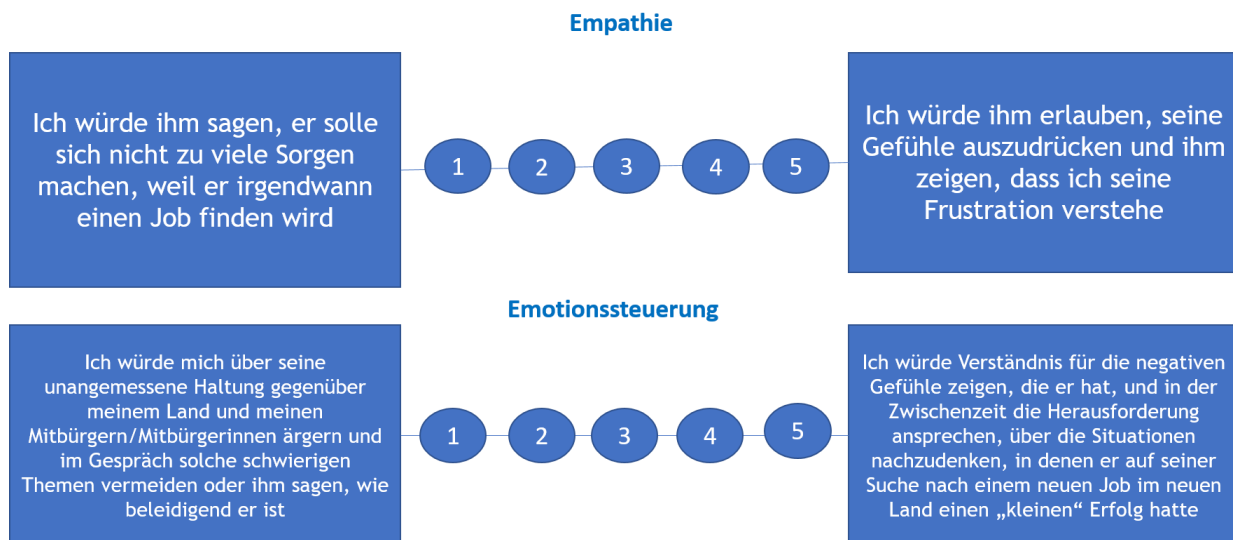 Empathie
Ich würde ihm sagen, er solle
sich nicht zu viele Sorgen
machen, weil er irgendwann
einen Job finden wird
1 2 3 4 5
Ich würde ihm erlauben, seine
Gefühle auszudrücken und ihm
zeigen, dass ich seine
Frustration verstehe
Emotionssteuerung
Ich würde mich über seine
unangemessene Haltung gegenüber
meinem Land und meinen
Mitbürgern/Mitbürgerinnen ärgern und
im Gespräch solche schwierigen
Themen vermeiden oder ihm sagen, wie
beleidigend er ist
1 2 3 4 5
Ich würde Verständnis für die negativen
Gefühle zeigen, die er hat, und in der
Zwischenzeit die Herausforderung
ansprechen, über die Situationen
nachzudenken, in denen er auf seiner
Suche nach einem neuen Job im neuen
Land einen „kleinen“ Erfolg hatte